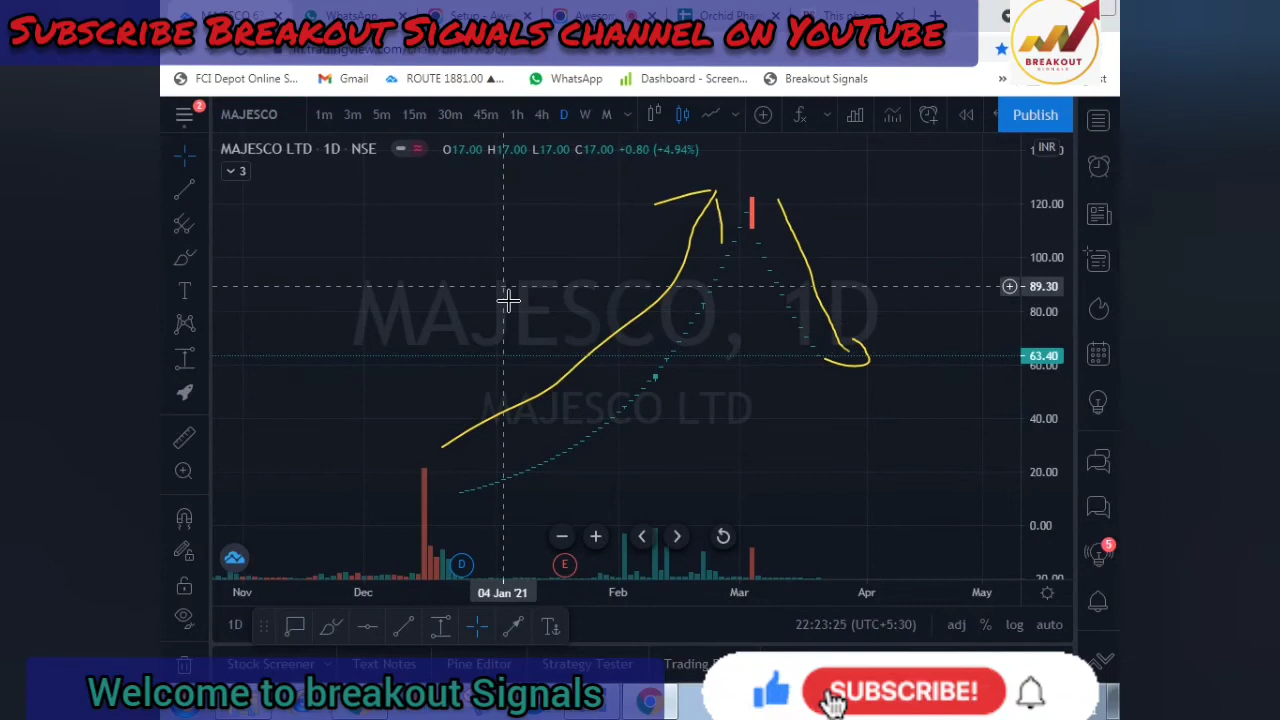 Subscribe Breakout Signals channel on YouTube
BREAKOUT
SIGNALS
FCI Depot Online S... Gmail ROUTE 1881.00 ▲... WhatsApp Dashboard - Screen... Breakout Signals »
2 MAJESCO 1m 3m 5m 15m 30m 45m 1h 4h D W M Publish
MAJESCO LTD · 1D · NSE O17.00 H17.00 L17.00 C17.00 +0.80 (+4.94%) INR
3
120.00
100.00
MAJESCO, 1D
89.30
80.00
63.40
60.00
MAJESCO LTD
40.00
20.00
0.00
5
D E
Nov Dec 04 Jan '21 Feb Mar Apr May
1D 22:23:25 (UTC+5:30) adj % log auto
Stock Screener Text Notes Pine Editor Strategy Tester Trading
Welcome to breakout Signals
SUBSCRIBE!